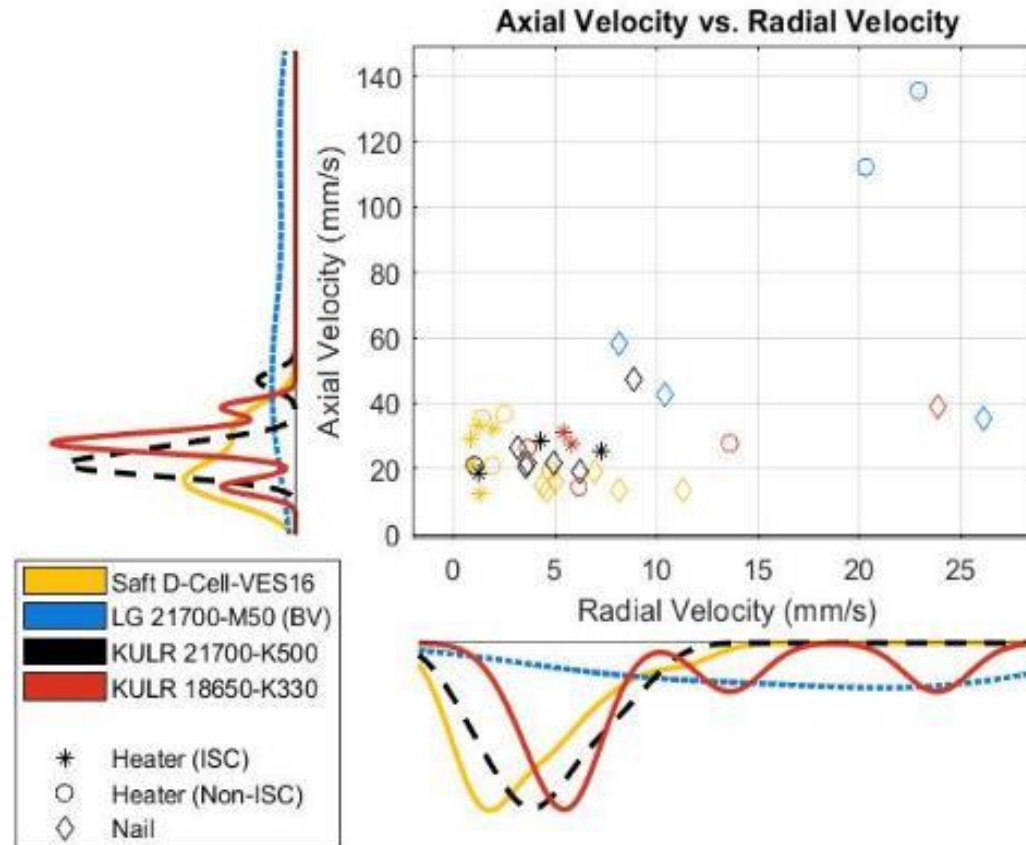 Axial Velocity vs. Radial Velocity
Axial Velocity (mm/s)
140
120
100
80
60
40
20
0
0 5 10 15 20 25
Radial Velocity (mm/s)
Saft D-Cell-VES16
LG 21700-M50 (BV)
KULR 21700-K500
KULR 18650-K330
Heater (ISC)
Heater (Non-ISC)
Nail